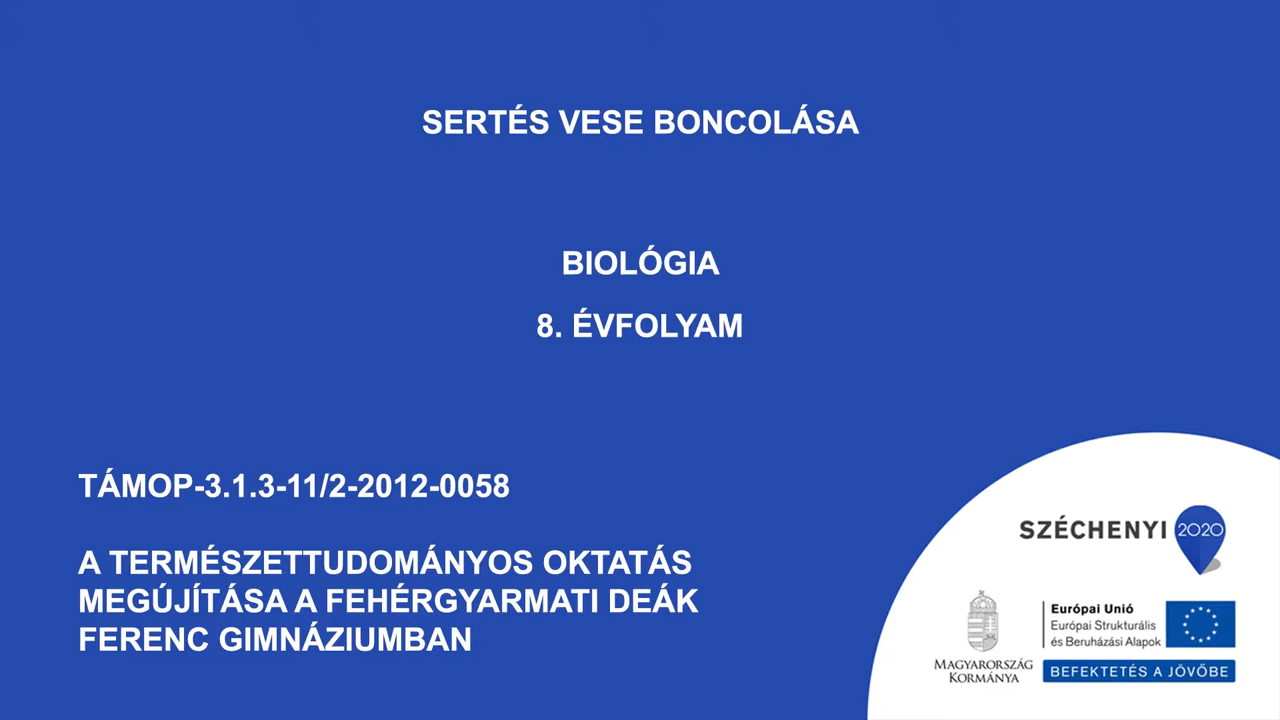 SERTÉS VESE BONCOLÁSA
BIOLÓGIA
8. ÉVFOLYAM
TÁMOP-3.1.3-11/2-2012-0058
A TERMÉSZETTUDOMÁNYOS OKTATÁS
MEGÚJÍTÁSA A FEHÉRGYARMATI DEÁK
FERENC GIMNÁZIUMBAN
SZÉCHENYI 2020
Európai Unió
Európai Strukturális
és Beruházási Alapok
MAGYARORSZÁG
KORMÁNYA
BEFEKTETÉS A JÖVŐBE